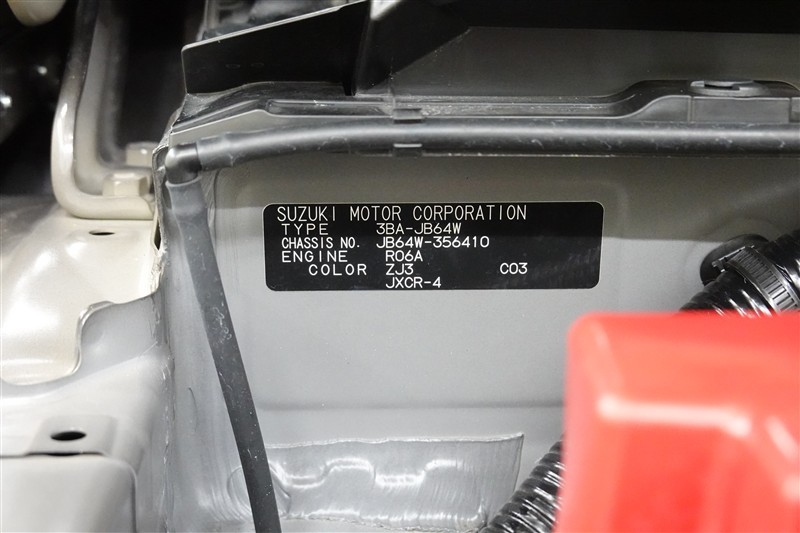 SUZUKI MOTOR CORPORATION
TYPE 3BA-JB64W
CHASSIS NO. JB64W-356410
ENGINE R06A
COLOR ZJ3 C03
JXCR-4